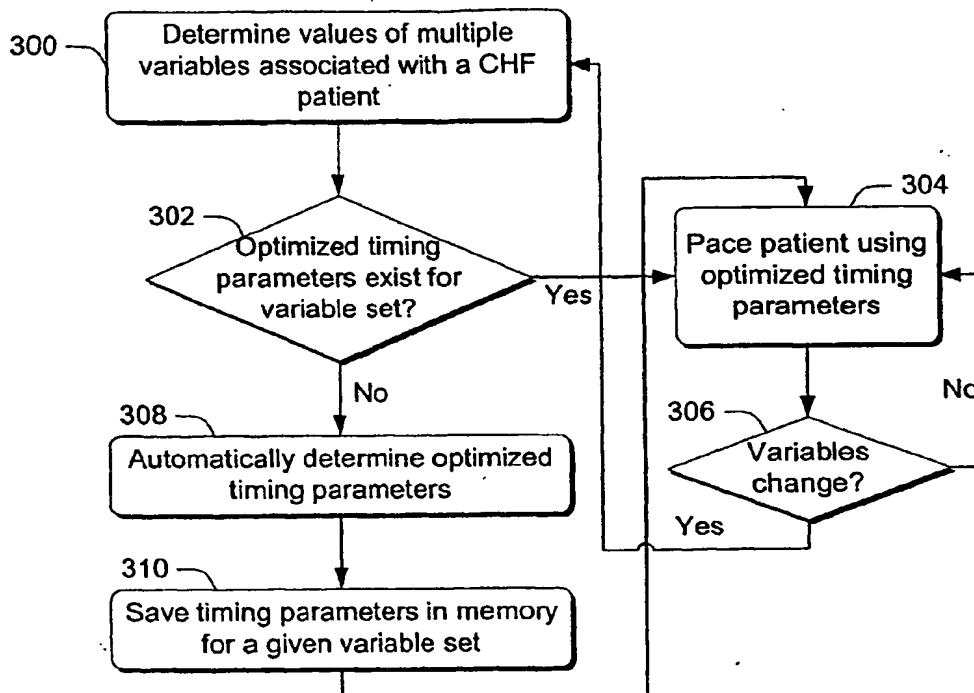 300
Determine values of multiple
variables associated with a CHF
patient
302
Optimized timing
parameters exist for
variable set?
Yes
No
304
Pace patient using
optimized timing
parameters
306
Variables
change?
No
Yes
308
Automatically determine optimized
timing parameters
310
Save timing parameters in memory
for a given variable set